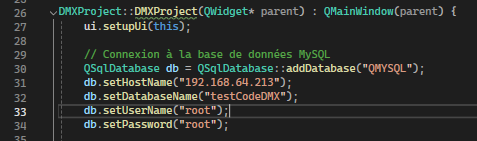 26 DMXProject::DMXProject(QWidget* parent) : QMainWindow(parent) {
27 ui.setupUi(this);
28
29 // Connexion à la base de données MySQL
30 QSqlDatabase db = QSqlDatabase::addDatabase("QMYSQL");
31 db.setHostName("192.168.64.213");
32 db.setDatabaseName("testCodeDMX");
33 db.setUserName("root");
34 db.setPassword("root");